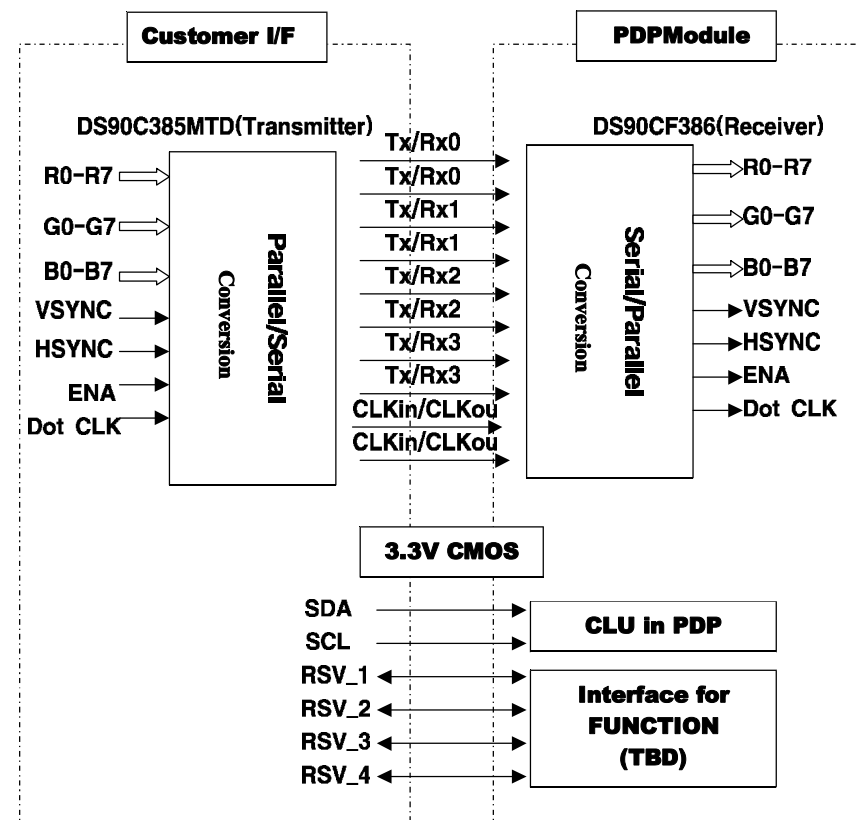 Customer I/F
PDPModule
DS90C385MTD(Transmitter)
DS90CF386(Receiver)
R0-R7
G0-G7
B0-B7
VSYNC
HSYNC
ENA
Dot CLK
Parallel/Serial
Conversion
Tx/Rx0
Tx/Rx0
Tx/Rx1
Tx/Rx1
Tx/Rx2
Tx/Rx2
Tx/Rx3
Tx/Rx3
CLKin/CLKou
CLKin/CLKou
Serial/Parallel
Conversion
R0-R7
G0-G7
B0-B7
VSYNC
HSYNC
ENA
Dot CLK
3.3V CMOS
SDA
SCL
RSV_1
RSV_2
RSV_3
RSV_4
CLU in PDP
Interface for
FUNCTION
(TBD)